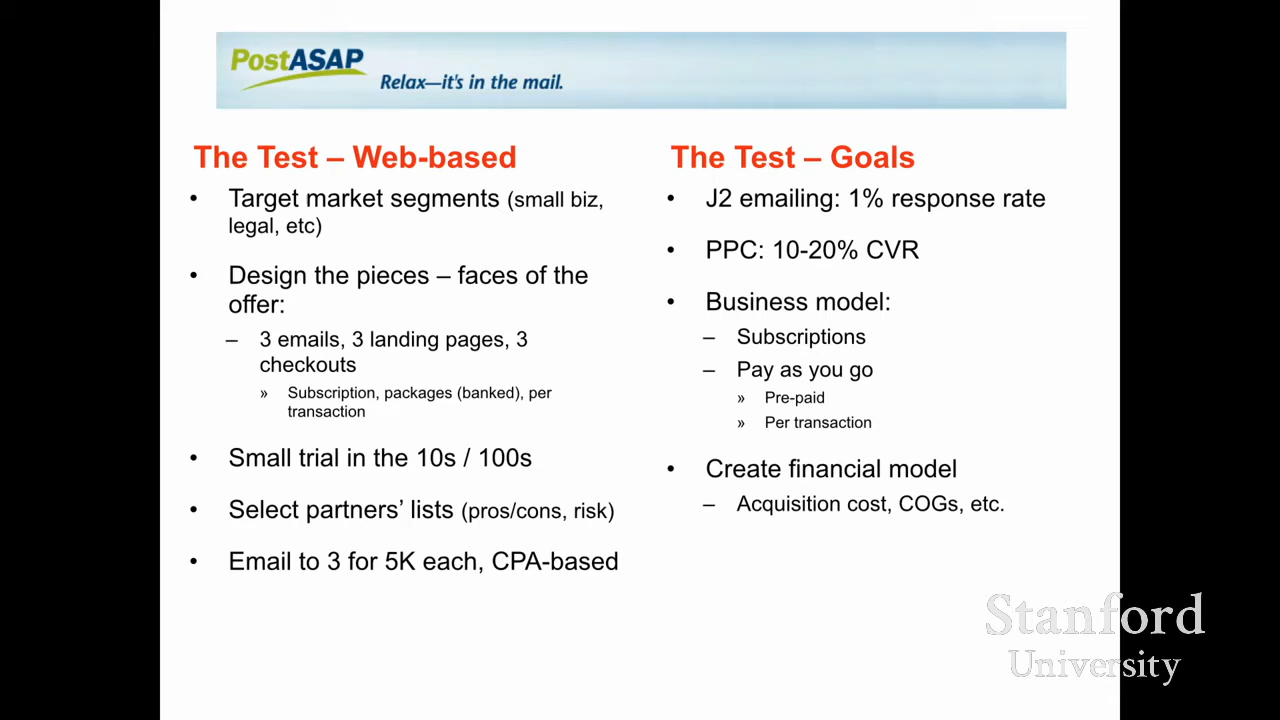 PostASAP
Relax—it's in the mail.
The Test – Web-based
• Target market segments (small biz,
legal, etc)
• Design the pieces – faces of the
offer:
– 3 emails, 3 landing pages, 3
checkouts
» Subscription, packages (banked), per
transaction
• Small trial in the 10s / 100s
• Select partners’ lists (pros/cons, risk)
• Email to 3 for 5K each, CPA-based
The Test – Goals
• J2 emailing: 1% response rate
• PPC: 10-20% CVR
• Business model:
– Subscriptions
– Pay as you go
» Pre-paid
» Per transaction
• Create financial model
– Acquisition cost, COGs, etc.
Stanford
University